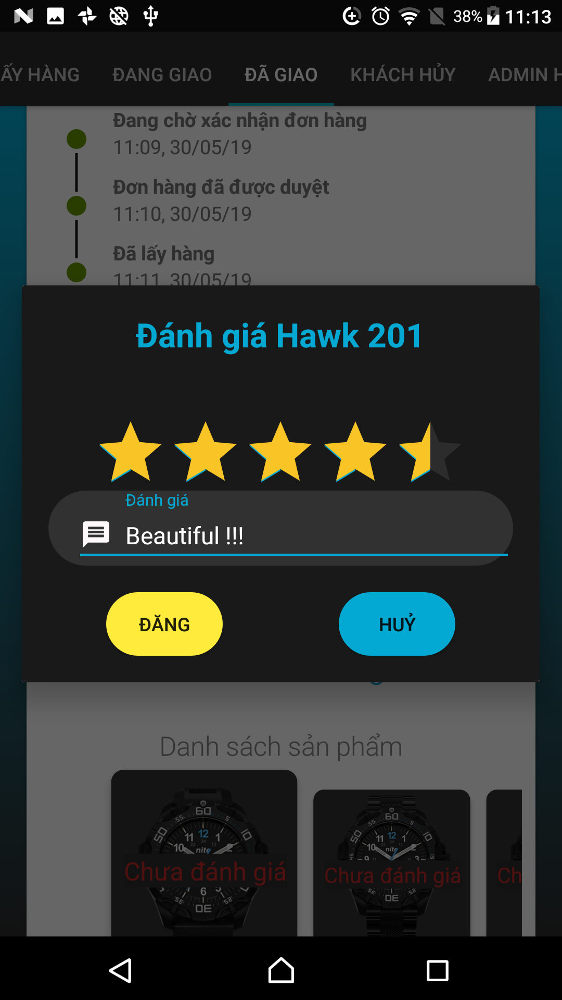 38% 11:13
ẤY HÀNG ĐANG GIAO ĐÃ GIAO KHÁCH HỦY ADMIN H
Đang chờ xác nhận đơn hàng
11:09, 30/05/19
Đơn hàng đã được duyệt
11:10, 30/05/19
Đã lấy hàng
11:11, 30/05/19
Đánh giá Hawk 201
Đánh giá
Beautiful !!!
ĐĂNG HUỶ
Danh sách sản phẩm
Chưa đánh giá Chưa đánh giá Ch